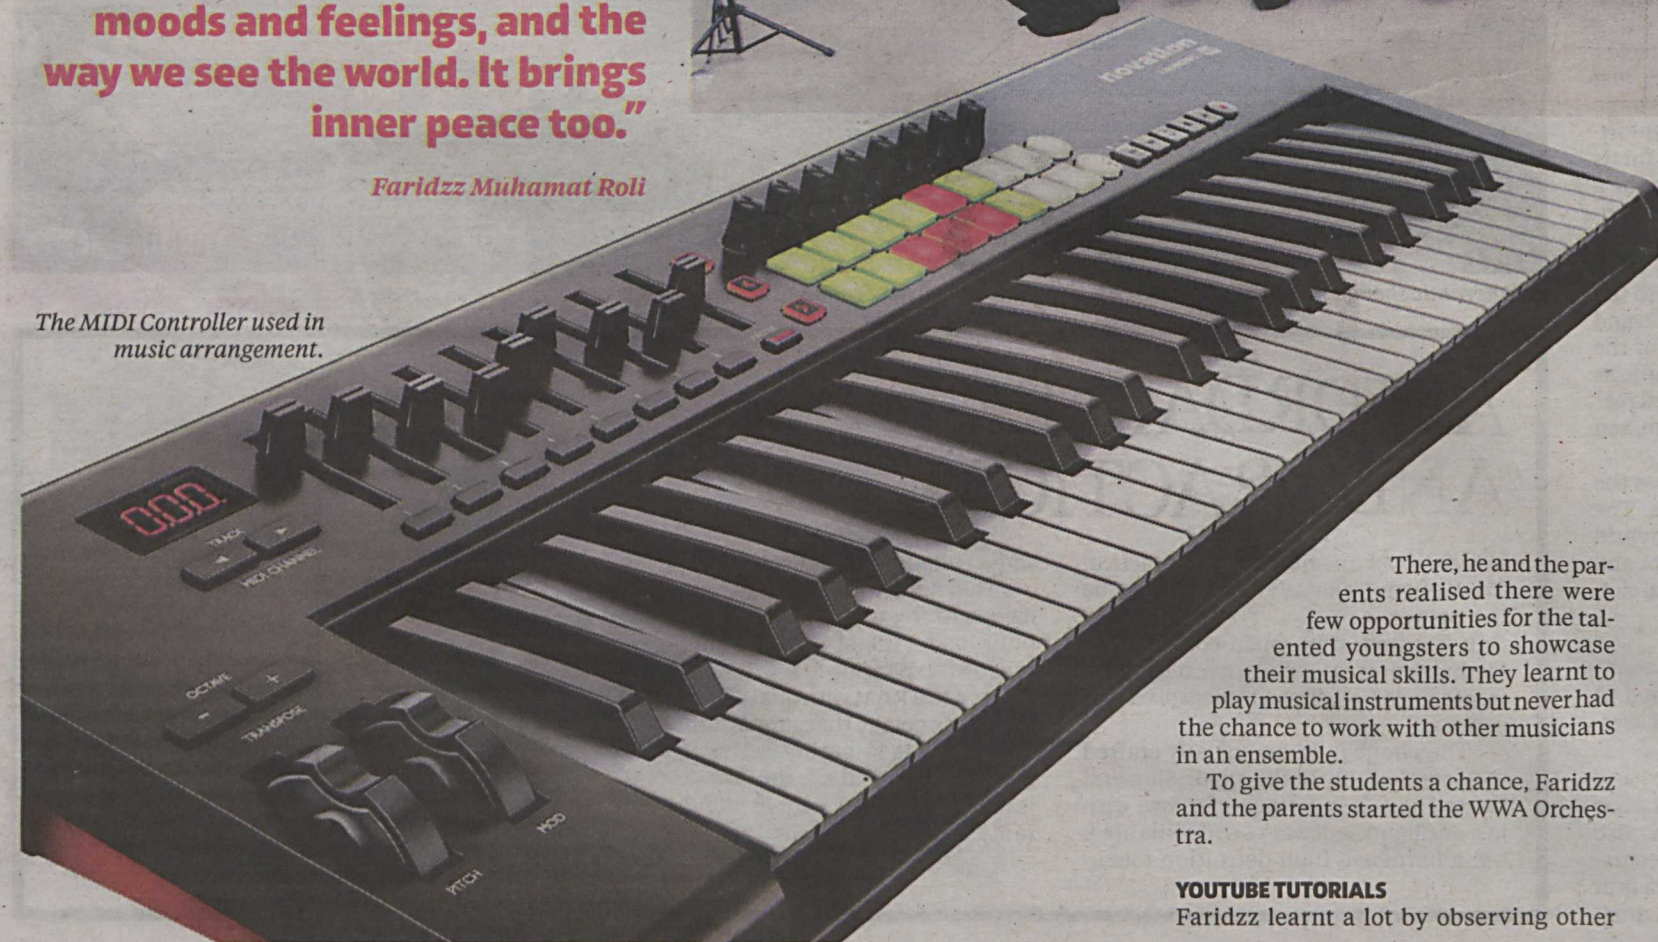 moods and feelings, and the
way we see the world. It brings
inner peace too.”
Faridzz Muhamat Roli
novation
The MIDI Controller used in
music arrangement.
000.
TRACK
MIDI CHANNEL
OCTAVE
- +
TRANSPOSE
MOD
PITCH
There, he and the par-
ents realised there were
few opportunities for the tal-
ented youngsters to showcase
their musical skills. They learnt to
play musical instruments but never had
the chance to work with other musicians
in an ensemble.
To give the students a chance, Faridzz
and the parents started the WWA Orches-
tra.
YOUTUBE TUTORIALS
Faridzz learnt a lot by observing other